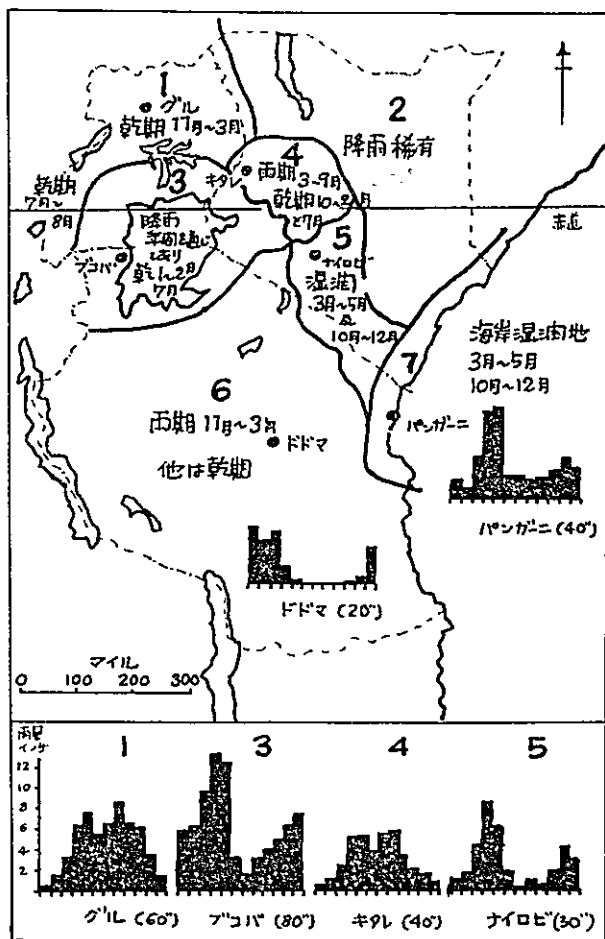 1
グル
乾期 11月〜3月
2
降雨稀有
乾期
7月と
8月
3
キタレ
4
雨期
3〜9月
乾期10〜2月
と7月
赤道
降雨
年間を通じ
てあり
乾1〜2月
7月
ブコバ
5
ナイロビ
湿潤
3月〜5月
及
10月〜12月
7
海岸湿潤地
3月〜5月
10月〜12月
パンガーニ
パンガーニ(40")
6
雨期 11月〜3月
ドドマ
他は乾期
ドドマ (20")
マイル
0 100 200 300
雨量
インチ
12
10
8
6
4
2
1 3 4 5
グル (60") ブコバ (80") キタレ (40") ナイロビ(30")